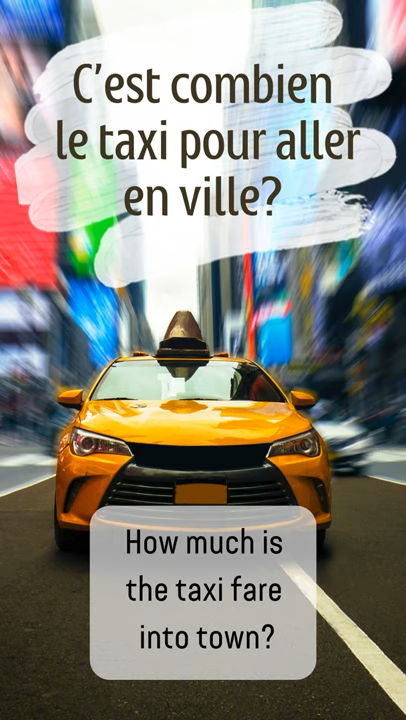 C'est combien
le taxi pour aller
en ville?
How much is
the taxi fare
into town?